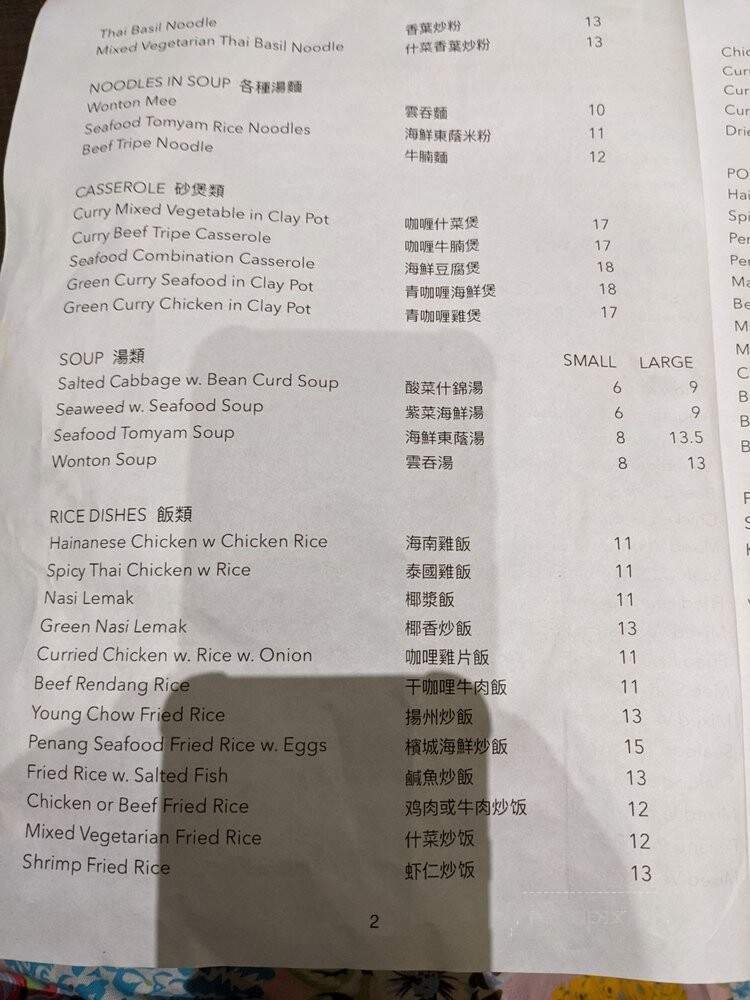 Thai Basil Noodle 香葉炒粉 13
Mixed Vegetarian Thai Basil Noodle 什菜香葉炒粉 13
NOODLES IN SOUP 各種湯麵
Wonton Mee 雲吞麵 10
Seafood Tomyam Rice Noodles 海鮮東蔭米粉 11
Beef Tripe Noodle 牛腩麵 12
CASSEROLE 砂煲類
Curry Mixed Vegetable in Clay Pot 咖喱什菜煲 17
Curry Beef Tripe Casserole 咖喱牛腩煲 17
Seafood Combination Casserole 海鮮豆腐煲 18
Green Curry Seafood in Clay Pot 青咖喱海鮮煲 18
Green Curry Chicken in Clay Pot 青咖喱雞煲 17
SOUP 湯類 SMALL LARGE
Salted Cabbage w. Bean Curd Soup 酸菜什錦湯 6 9
Seaweed w. Seafood Soup 紫菜海鮮湯 6 9
Seafood Tomyam Soup 海鮮東蔭湯 8 13.5
Wonton Soup 雲吞湯 8 13
RICE DISHES 飯類
Hainanese Chicken w Chicken Rice 海南雞飯 11
Spicy Thai Chicken w Rice 泰國雞飯 11
Nasi Lemak 椰漿飯 11
Green Nasi Lemak 椰香炒飯 13
Curried Chicken w. Rice w. Onion 咖哩雞片飯 11
Beef Rendang Rice 干咖哩牛肉飯 11
Young Chow Fried Rice 揚州炒飯 13
Penang Seafood Fried Rice w. Eggs 檳城海鮮炒飯 15
Fried Rice w. Salted Fish 鹹魚炒飯 13
Chicken or Beef Fried Rice 鸡肉或牛肉炒饭 12
Mixed Vegetarian Fried Rice 什菜炒饭 12
Shrimp Fried Rice 虾仁炒饭 13
2